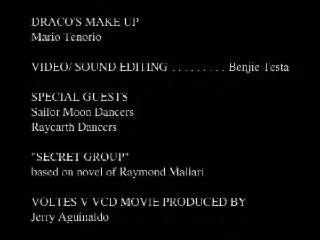 DRACO'S MAKE UP
Mario Tenorio
VIDEO/ SOUND EDITING . . . . . . . . . Benjie Testa
SPECIAL GUESTS
Sailor Moon Dancers
Raycarth Dancers
"SECRET GROUP"
based on novel of Raymond Mallari
VOLTES V VCD MOVIE PRODUCED BY
Jerry Aguinaldo